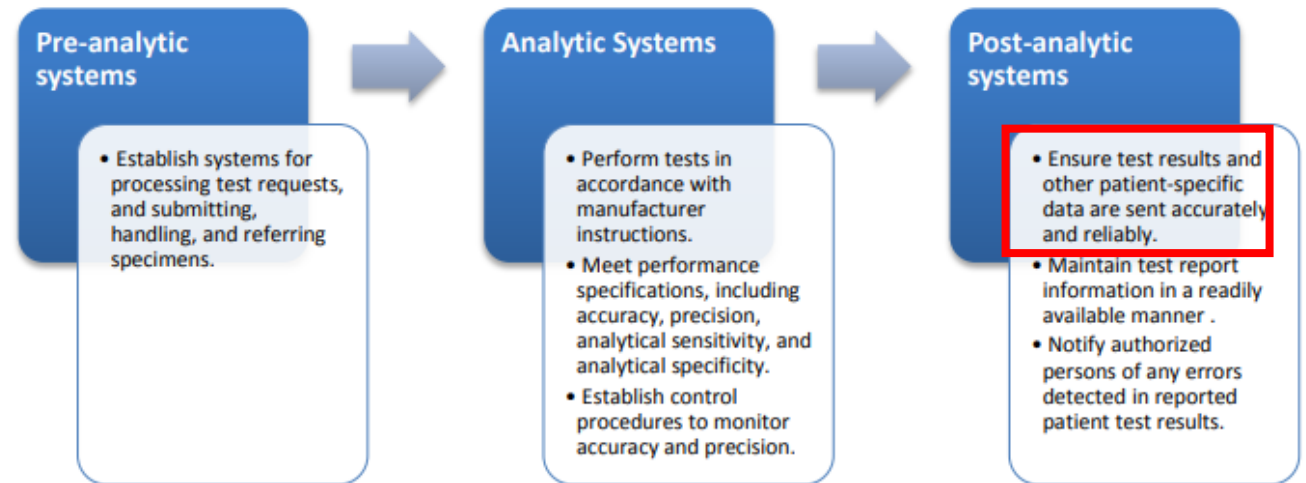 Pre-analytic
systems
• Establish systems for
processing test requests,
and submitting,
handling, and referring
specimens.
Analytic Systems
• Perform tests in
accordance with
manufacturer
instructions.
• Meet performance
specifications, including
accuracy, precision,
analytical sensitivity, and
analytical specificity.
• Establish control
procedures to monitor
accuracy and precision.
Post-analytic
systems
• Ensure test results and
other patient-specific
data are sent accurately
and reliably.
• Maintain test report
information in a readily
available manner .
• Notify authorized
persons of any errors
detected in reported
patient test results.